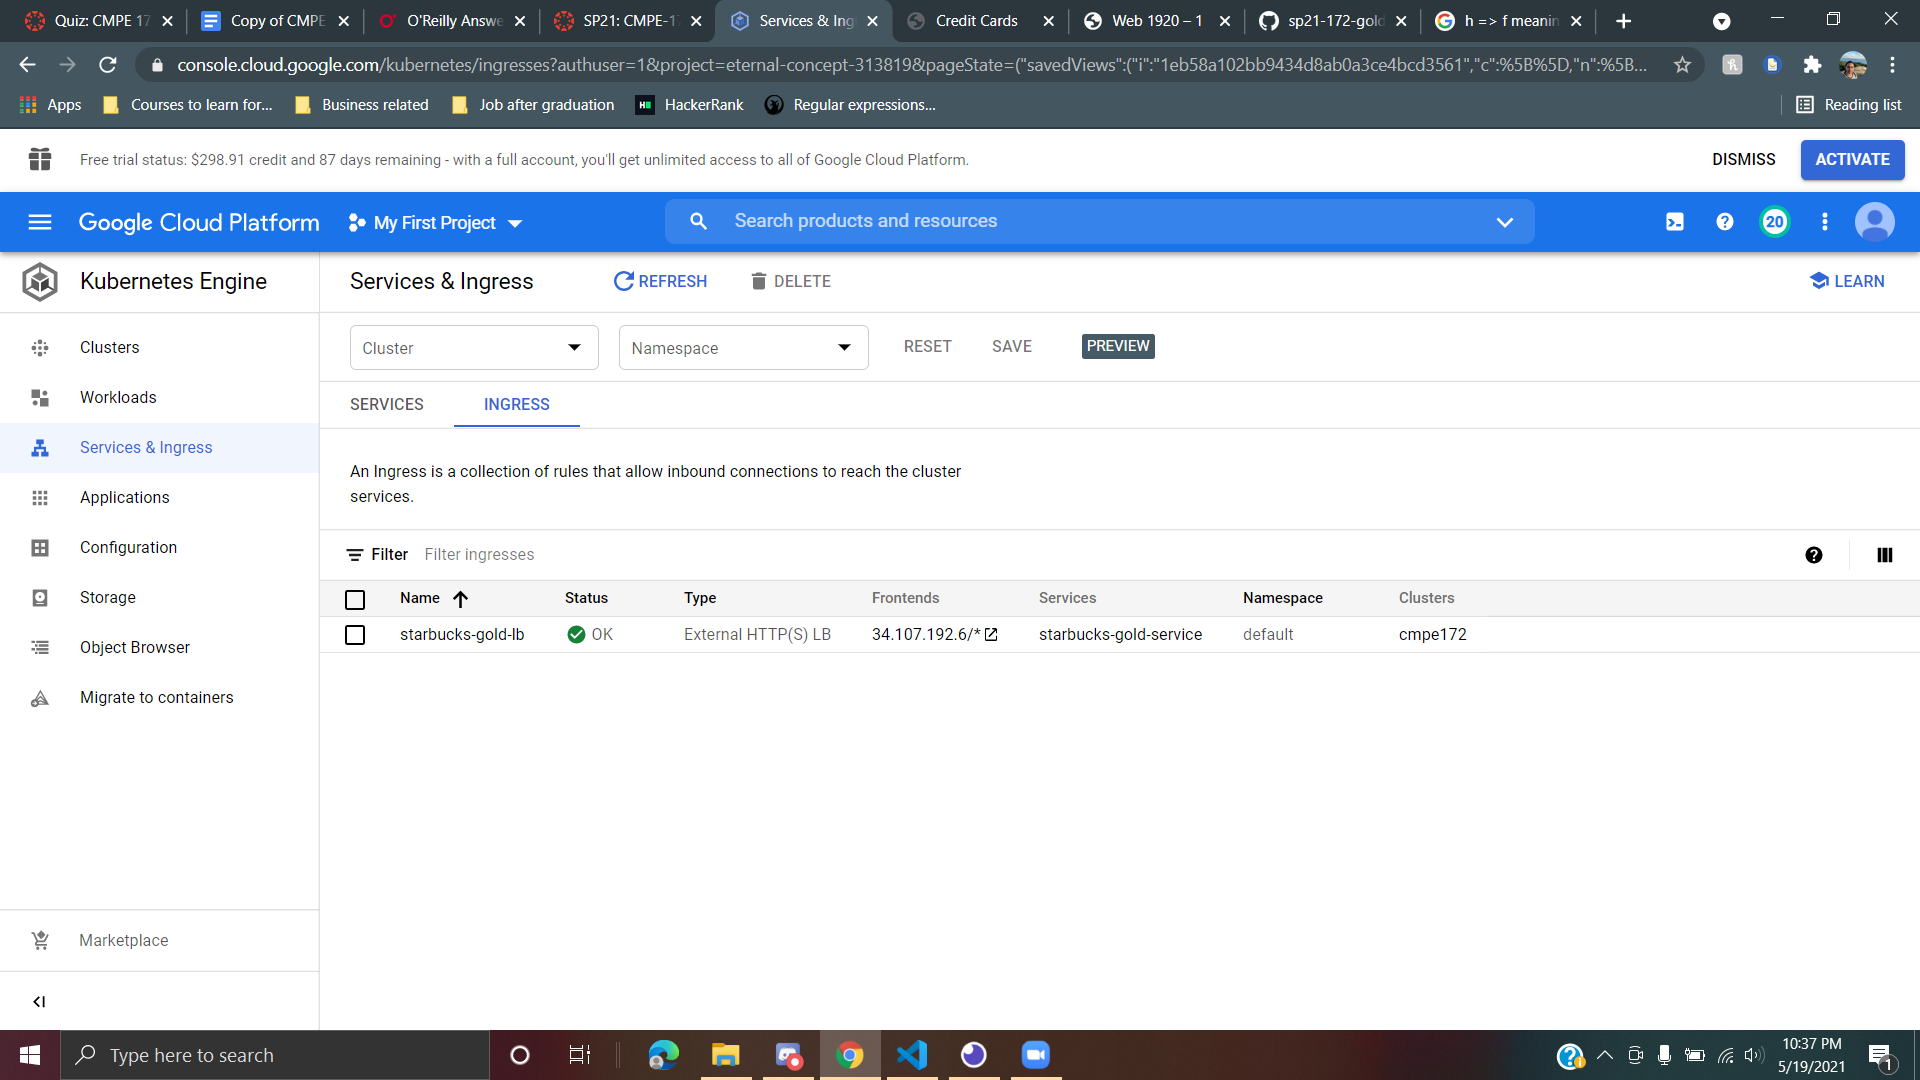 Quiz: CMPE 17
Copy of CMPE
O'Reilly Answe
SP21: CMPE-17
Services & Ing
Credit Cards
Web 1920 – 1
sp21-172-gold
h => f meanin
console.cloud.google.com/kubernetes/ingresses?authuser=1&project=eternal-concept-313819&pageState=("savedViews":("i":"1eb58a102bb9434d8ab0a3ce4bcd3561","c":%5B%5D,"n":%5B...
Apps
Courses to learn for...
Business related
Job after graduation
HackerRank
Regular expressions...
Reading list
Free trial status: $298.91 credit and 87 days remaining - with a full account, you'll get unlimited access to all of Google Cloud Platform.
DISMISS
ACTIVATE
Google Cloud Platform
My First Project
Search products and resources
20
Kubernetes Engine
Services & Ingress
REFRESH
DELETE
LEARN
Clusters
Workloads
Services & Ingress
Applications
Configuration
Storage
Object Browser
Migrate to containers
Marketplace
Cluster
Namespace
RESET
SAVE
PREVIEW
SERVICES
INGRESS
An Ingress is a collection of rules that allow inbound connections to reach the cluster
services.
Filter
Filter ingresses
Name Status Type Frontends Services Namespace Clusters
starbucks-gold-lb OK External HTTP(S) LB 34.107.192.6/* starbucks-gold-service default cmpe172
Type here to search
10:37 PM
5/19/2021
1